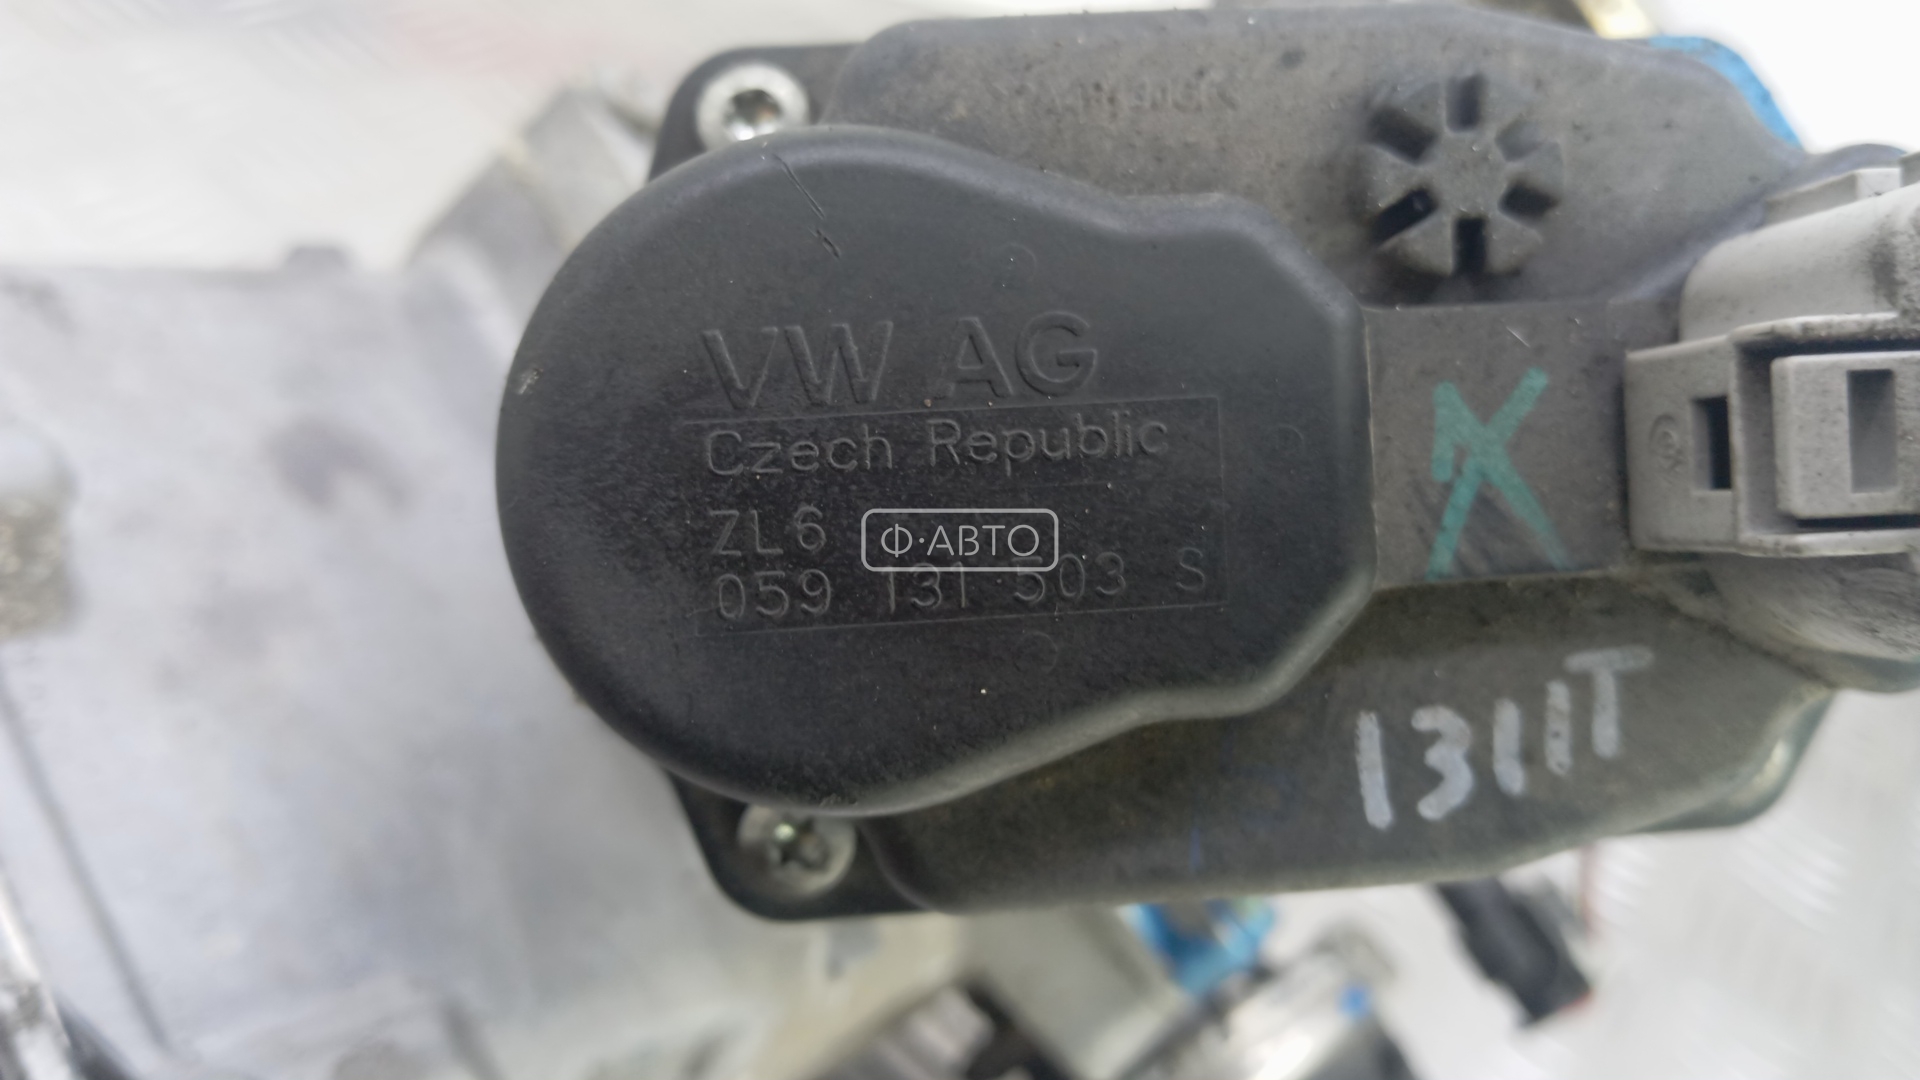 VW AG
Czech Republic
ZL6
Ф·АВТО
059 131 503 S
1311T